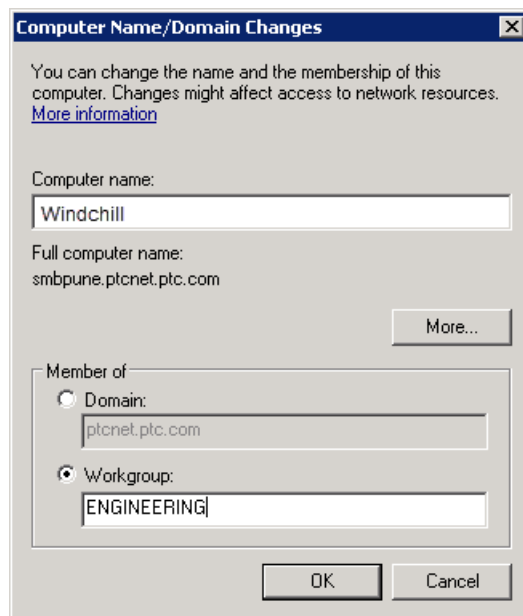 Computer Name/Domain Changes
You can change the name and the membership of this
computer. Changes might affect access to network resources.
More information
Computer name:
Windchill
Full computer name:
smbpune.ptcnet.ptc.com
More...
Member of
Domain:
ptcnet.ptc.com
Workgroup:
ENGINEERING
OK Cancel